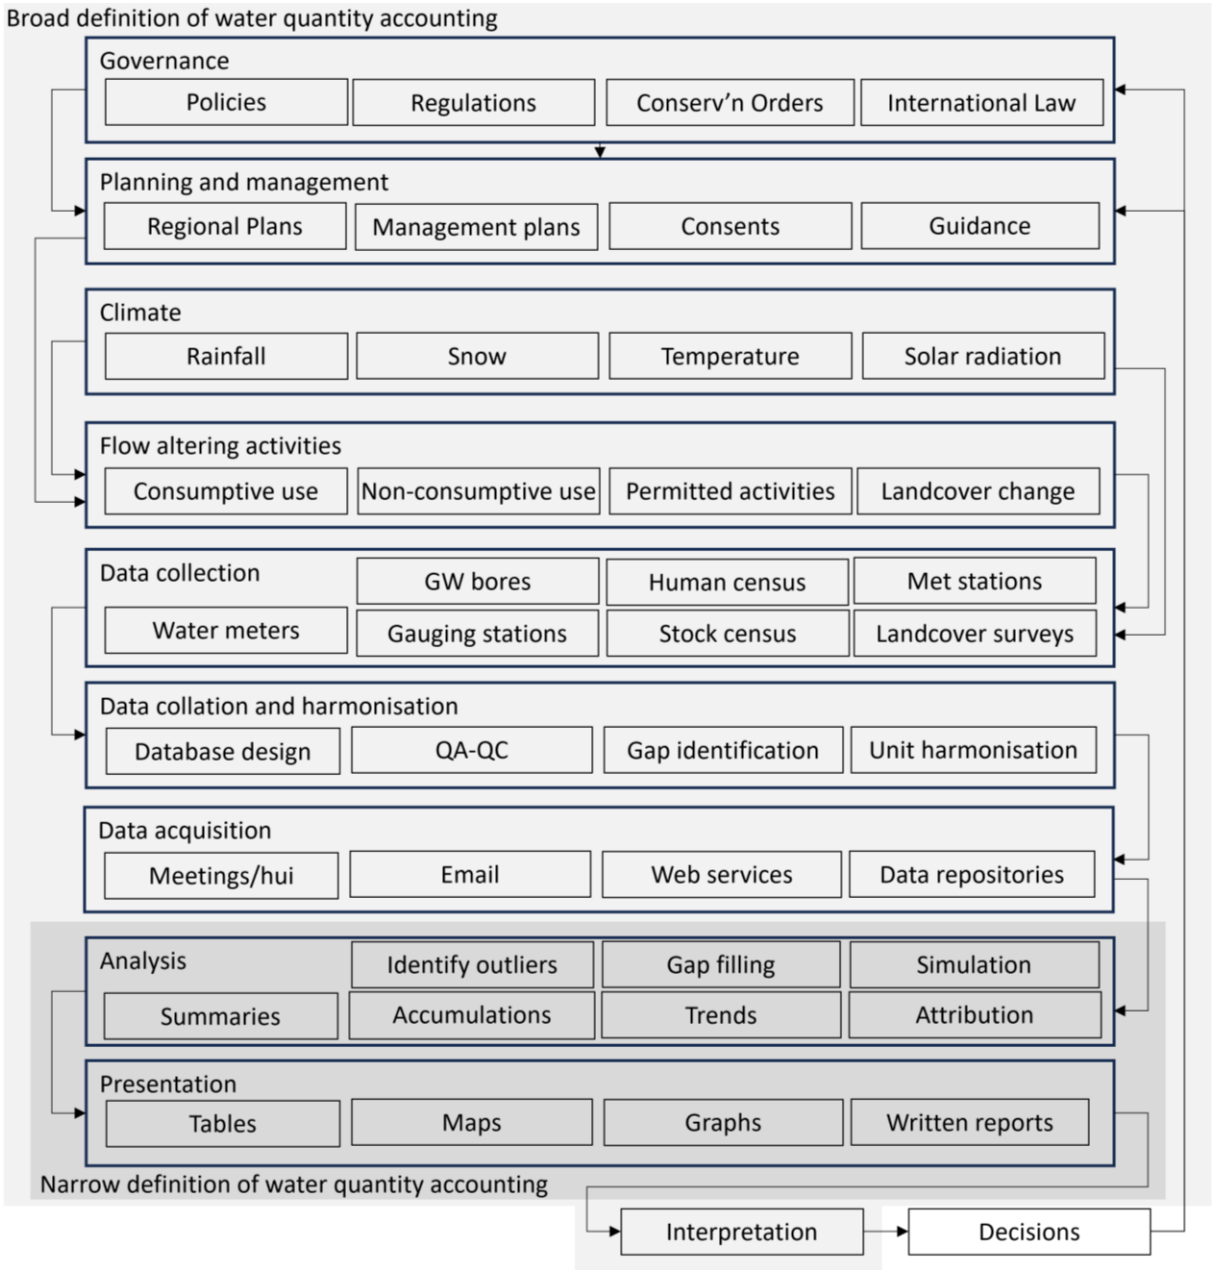 Broad definition of water quantity accounting
Governance
Policies
Regulations
Conserv’n Orders
International Law
Planning and management
Regional Plans
Management plans
Consents
Guidance
Climate
Rainfall
Snow
Temperature
Solar radiation
Flow altering activities
Consumptive use
Non-consumptive use
Permitted activities
Landcover change
Data collection
GW bores
Human census
Met stations
Water meters
Gauging stations
Stock census
Landcover surveys
Data collation and harmonisation
Database design
QA-QC
Gap identification
Unit harmonisation
Data acquisition
Meetings/hui
Email
Web services
Data repositories
Analysis
Identify outliers
Gap filling
Simulation
Summaries
Accumulations
Trends
Attribution
Presentation
Tables
Maps
Graphs
Written reports
Narrow definition of water quantity accounting
Interpretation
Decisions